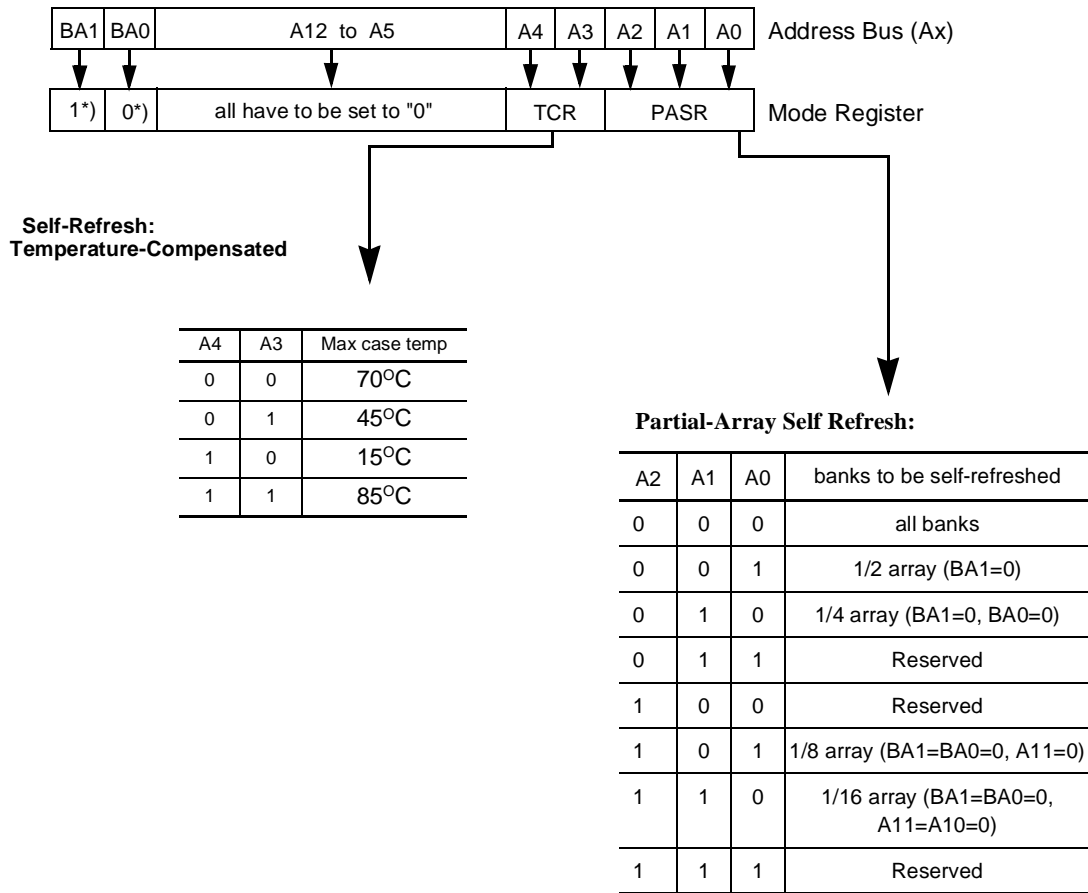 BA1 BA0 A12 to A5 A4 A3 A2 A1 A0 Address Bus (Ax)
1*) 0*) all have to be set to "0" TCR PASR Mode Register
Self-Refresh:
Temperature-Compensated
A4 A3 Max case temp
0 0 70OC
0 1 45OC
1 0 15OC
1 1 85OC
Partial-Array Self Refresh:
A2 A1 A0 banks to be self-refreshed
0 0 0 all banks
0 0 1 1/2 array (BA1=0)
0 1 0 1/4 array (BA1=0, BA0=0)
0 1 1 Reserved
1 0 0 Reserved
1 0 1 1/8 array (BA1=BA0=0, A11=0)
1 1 0 1/16 array (BA1=BA0=0,
A11=A10=0)
1 1 1 Reserved